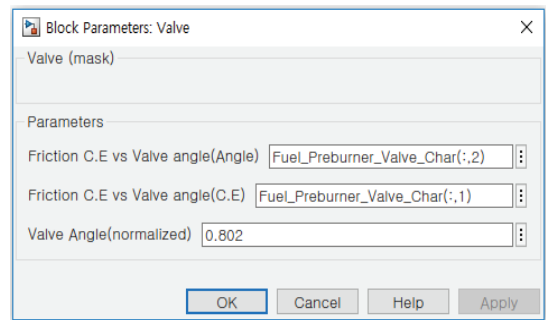 Block Parameters: Valve
Valve (mask)
Parameters
Friction C.E vs Valve angle(Angle) Fuel_Preburner_Valve_Char(:,2)
Friction C.E vs Valve angle(C.E) Fuel_Preburner_Valve_Char(:,1)
Valve Angle(normalized) 0.802
OK Cancel Help Apply